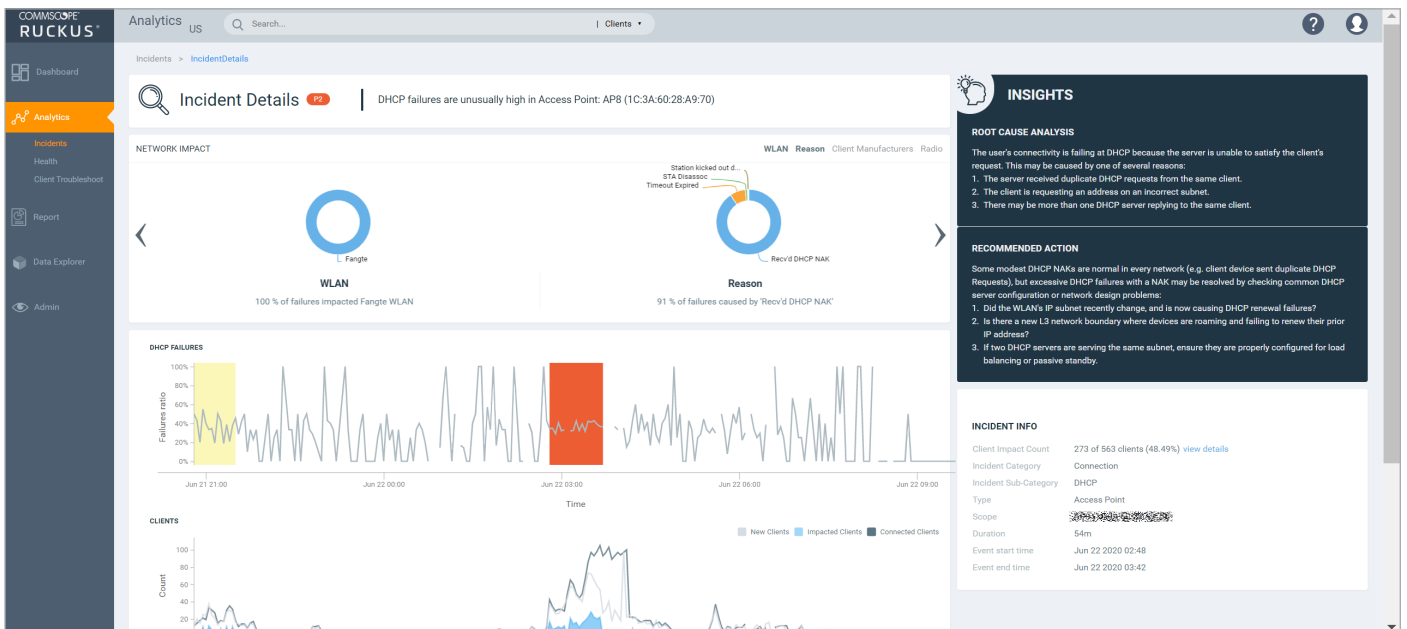 COMMSCOPE®
RUCKUS®
Analytics US
Search...
| Clients
?
Dashboard
Analytics
Incidents
Health
Client Troubleshoot
Report
Data Explorer
Admin
Incidents > IncidentDetails
Incident Details P2 DHCP failures are unusually high in Access Point: AP8 (1C:3A:60:28:A9:70)
NETWORK IMPACT
WLAN Reason Client Manufacturers Radio
Fangte
WLAN
100 % of failures impacted Fangte WLAN
Station kicked out d...
STA Disassoc
Timeout Expired
Recv'd DHCP NAK
Reason
91 % of failures caused by 'Recv'd DHCP NAK'
DHCP FAILURES
Failures ratio
100%
80%
60%
40%
20%
0%
Jun 21 21:00 Jun 22 00:00 Jun 22 03:00 Jun 22 06:00 Jun 22 09:00
Time
CLIENTS
New Clients Impacted Clients Connected Clients
Count
100
80
60
40
20
INSIGHTS
ROOT CAUSE ANALYSIS
The user's connectivity is failing at DHCP because the server is unable to satisfy the client's
request. This may be caused by one of several reasons:
1. The server received duplicate DHCP requests from the same client.
2. The client is requesting an address on an incorrect subnet.
3. There may be more than one DHCP server replying to the same client.
RECOMMENDED ACTION
Some modest DHCP NAKs are normal in every network (e.g. client device sent duplicate DHCP
Requests), but excessive DHCP failures with a NAK may be resolved by checking common DHCP
server configuration or network design problems:
1. Did the WLAN's IP subnet recently change, and is now causing DHCP renewal failures?
2. Is there a new L3 network boundary where devices are roaming and failing to renew their prior
IP address?
3. If two DHCP servers are serving the same subnet, ensure they are properly configured for load
balancing or passive standby.
INCIDENT INFO
Client Impact Count 273 of 563 clients (48.49%) view details
Incident Category Connection
Incident Sub-Category DHCP
Type Access Point
Scope
Duration 54m
Event start time Jun 22 2020 02:48
Event end time Jun 22 2020 03:42